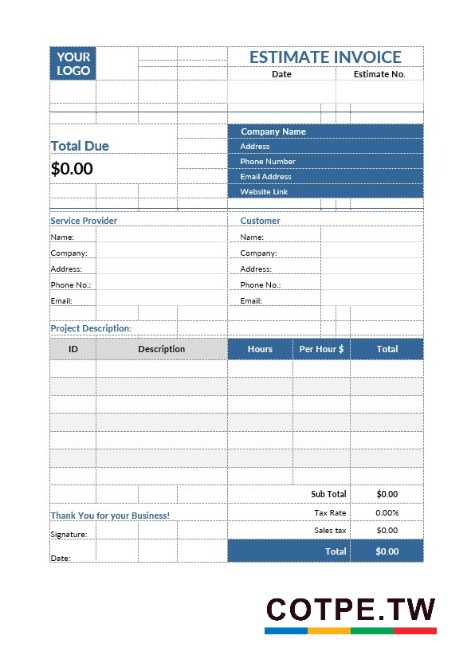 YOUR LOGO
ESTIMATE INVOICE
Date Estimate No.
Total Due
$0.00
Company Name
Address
Phone Number
Email Address
Website Link
Service Provider Customer
Name: Name:
Company: Company:
Address: Address:
Phone No.: Phone No.:
Email: Email:
Project Description:
ID Description Hours Per Hour $ Total
Sub Total $0.00
Tax Rate 0.00%
Thank You for your Business!
Sales tax $0.00
Signature:
Total $0.00
Date:
COTPE.TW